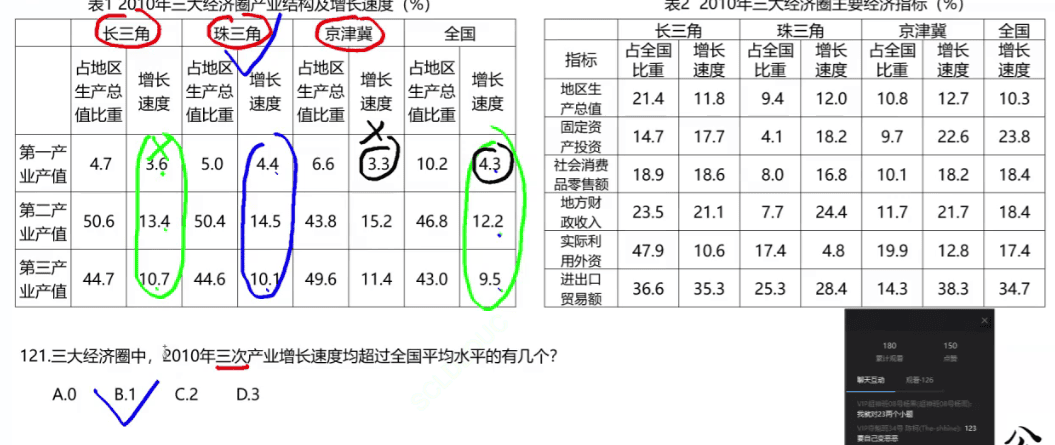 表1 2010年三大经济圈产业结构及增长速度（%）
长三角 珠三角 京津冀 全国
占地区生产总值比重 增长速度 占地区生产总值比重 增长速度 占地区生产总值比重 增长速度 占地区生产总值比重 增长速度
第一产业产值 4.7 3.6 5.0 4.4 6.6 3.3 10.2 4.3
第二产业产值 50.6 13.4 50.4 14.5 43.8 15.2 46.8 12.2
第三产业产值 44.7 10.7 44.6 10.1 49.6 11.4 43.0 9.5
表2 2010年三大经济圈主要经济指标（%）
指标 长三角 珠三角 京津冀 全国
占全国比重 增长速度 占全国比重 增长速度 占全国比重 增长速度 增长速度
地区生产总值 21.4 11.8 9.4 12.0 10.8 12.7 10.3
固定资产投资 14.7 17.7 4.1 18.2 9.7 22.6 23.8
社会消费品零售额 18.9 18.6 8.0 16.8 10.1 18.2 18.4
地方财政收入 23.5 21.1 7.7 24.4 11.7 21.7 18.4
实际利用外资 47.9 10.6 17.4 4.8 19.9 12.8 17.4
进出口贸易额 36.6 35.3 25.3 28.4 14.3 38.3 34.7
121.三大经济圈中，2010年三次产业增长速度均超过全国平均水平的有几个？
A.0 B.1 C.2 D.3
180 150
累计观看 点赞
聊天互动 观看·126
我就对23两个小题
123
要自己变恋恋